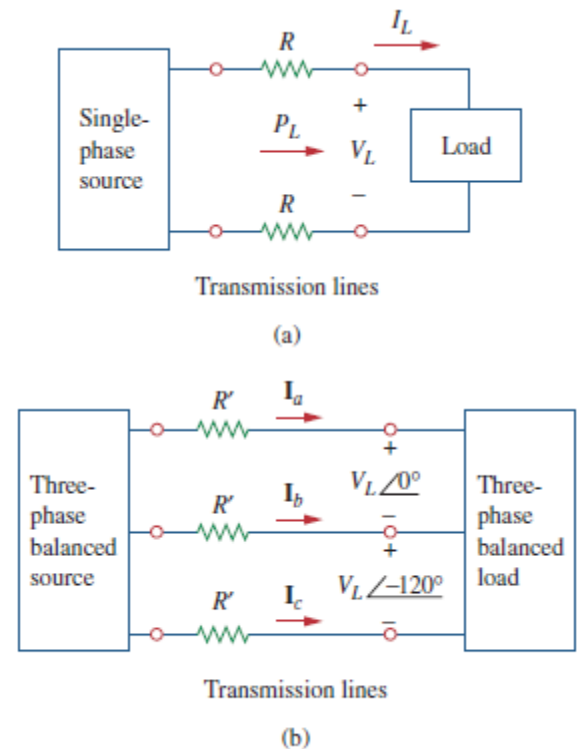 I_L
R
+
Single-
phase
source
P_L
V_L
Load
R
−
Transmission lines
(a)
R′
I_a
+
Three-
phase
balanced
source
R′
I_b
V_L∠0°
−
+
Three-
phase
balanced
load
R′
I_c
V_L∠−120°
−
Transmission lines
(b)